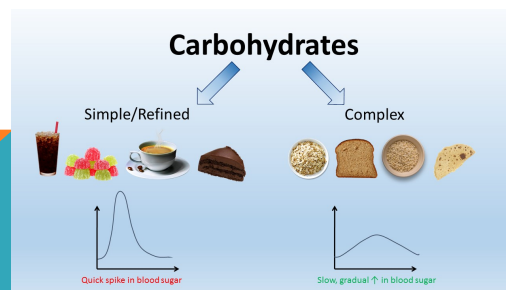 Carbohydrates
Simple/Refined
Complex
Quick spike in blood sugar
Slow, gradual ↑ in blood sugar